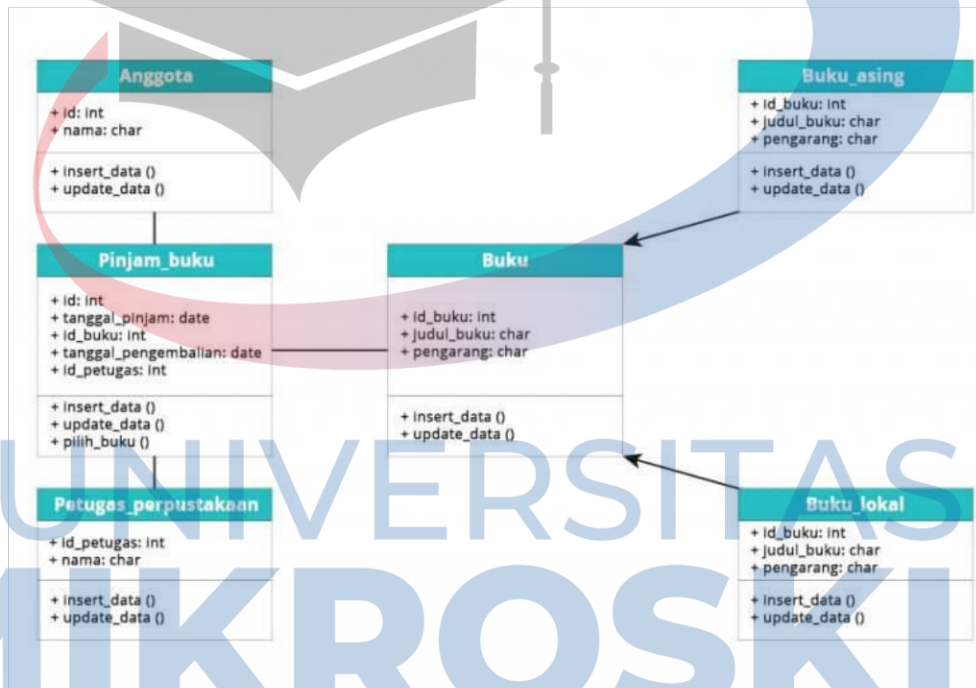 Anggota
+ id: int
+ nama: char
+ insert_data ()
+ update_data ()
Buku_asing
+ id_buku: int
+ judul_buku: char
+ pengarang: char
+ insert_data ()
+ update_data ()
Pinjam_buku
+ id: int
+ tanggal_pinjam: date
+ id_buku: int
+ tanggal_pengembalian: date
+ id_petugas: int
+ insert_data ()
+ update_data ()
+ pilih_buku ()
Buku
+ id_buku: int
+ judul_buku: char
+ pengarang: char
+ insert_data ()
+ update_data ()
Petugas_perpustakaan
+ id_petugas: int
+ nama: char
+ insert_data ()
+ update_data ()
Buku_lokal
+ id_buku: int
+ judul_buku: char
+ pengarang: char
+ insert_data ()
+ update_data ()
UNIVERSITAS
MIKROSKI